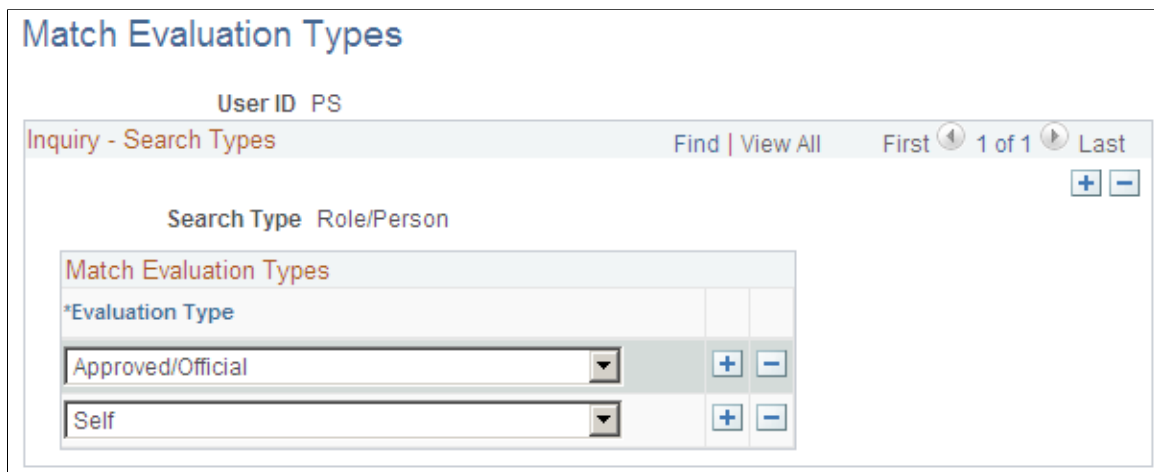 Match Evaluation Types
User ID PS
Inquiry - Search Types Find | View All First 1 of 1 Last
Search Type Role/Person
Match Evaluation Types
*Evaluation Type
Approved/Official
Self